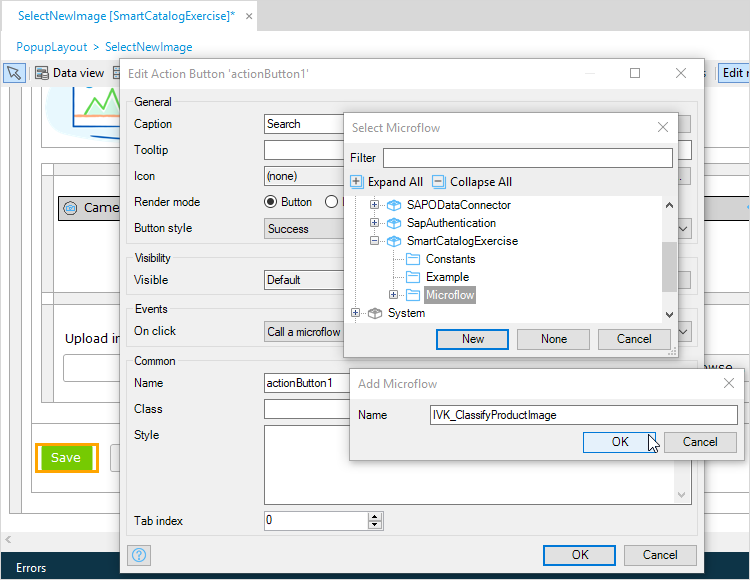 SelectNewImage [SmartCatalogExercise]*
PopupLayout > SelectNewImage
Data view
Edit
Edit Action Button 'actionButton1'
General
Caption
Search
Tooltip
Icon
(none)
Render mode
Button
Button style
Success
Visibility
Visible
Default
Events
On click
Call a microflow
Common
Name
actionButton1
Class
Style
Tab index
0
OK
Cancel
Select Microflow
Filter
Expand All
Collapse All
SAPODataConnector
SapAuthentication
SmartCatalogExercise
Constants
Example
Microflow
System
New
None
Cancel
Add Microflow
Name
IVK_ClassifyProductImage
OK
Cancel
Came
Upload in
wse
Save
Errors